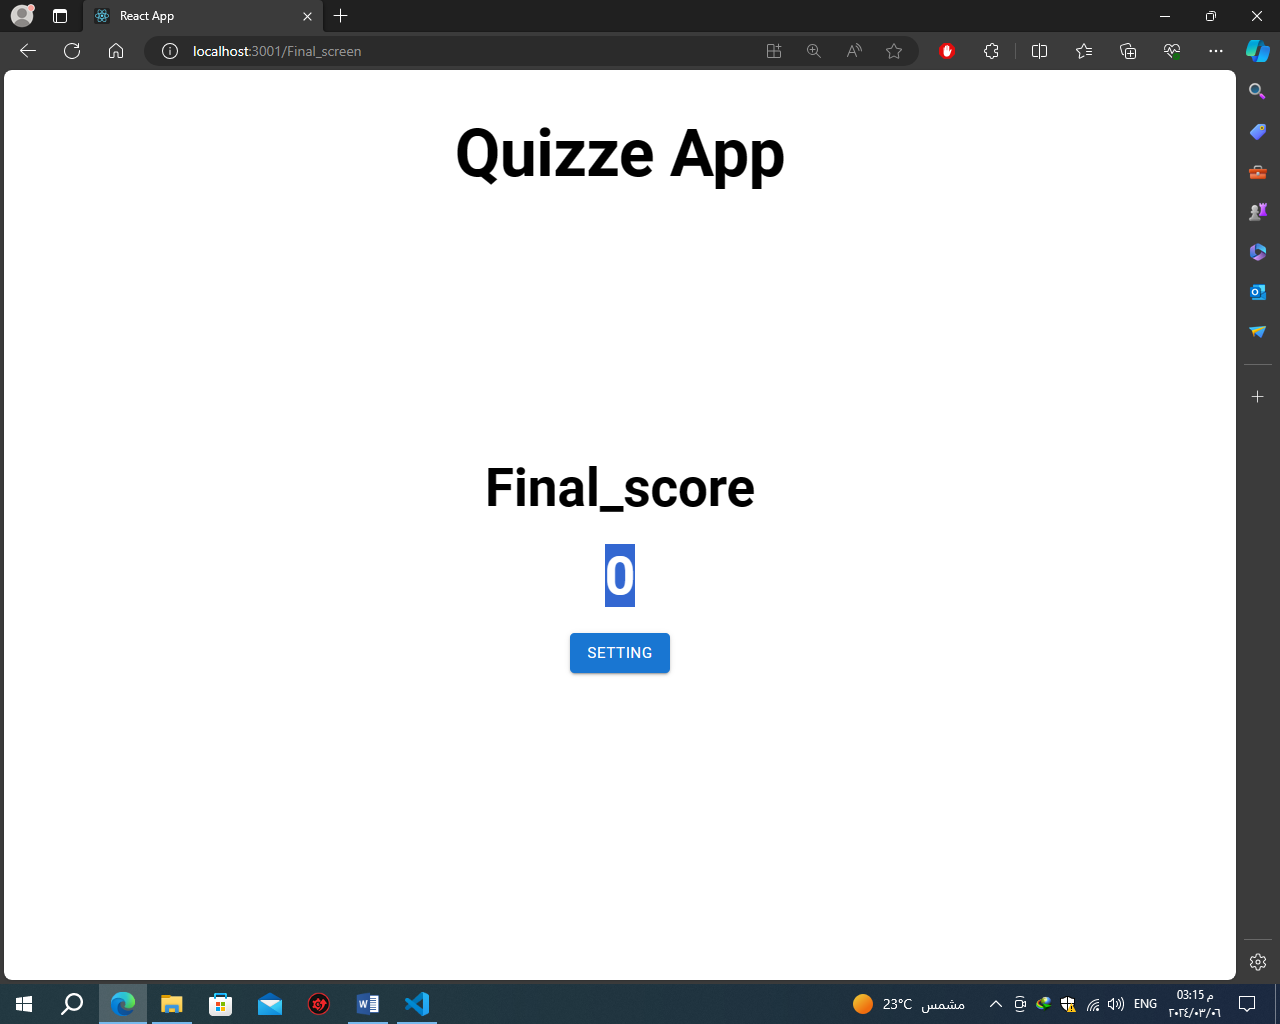 React App
localhost:3001/Final_screen
Quizze App
Final_score
0
SETTING
23°C مشمس
ENG
03:15 م
٢٠٢٤/٠٣/٠٦